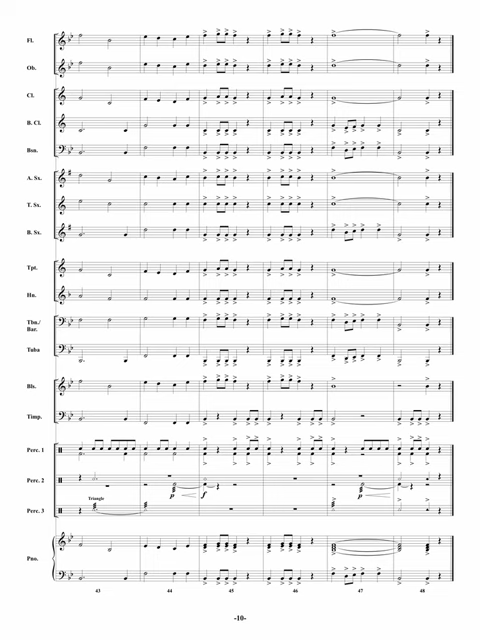 Fl.
Ob.
Cl.
B. Cl.
Bsn.
A. Sx.
T. Sx.
B. Sx.
Tpt.
Hn.
Tbn./
Bar.
Tuba
Bls.
Timp.
Perc. 1
Perc. 2
p f p
Triangle
Perc. 3
Pno.
43 44 45 46 47 48
-10-